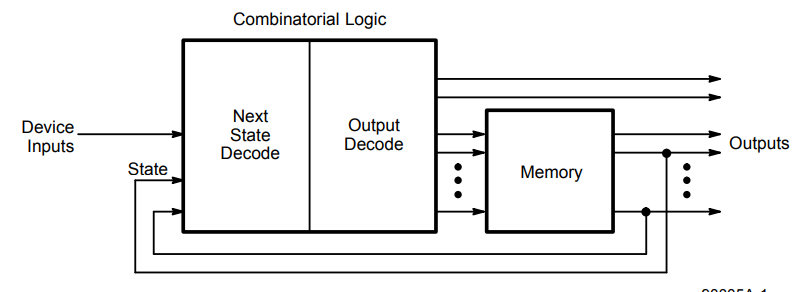 Combinatorial Logic
Device
Inputs
State
Next
State
Decode
Output
Decode
Memory
Outputs